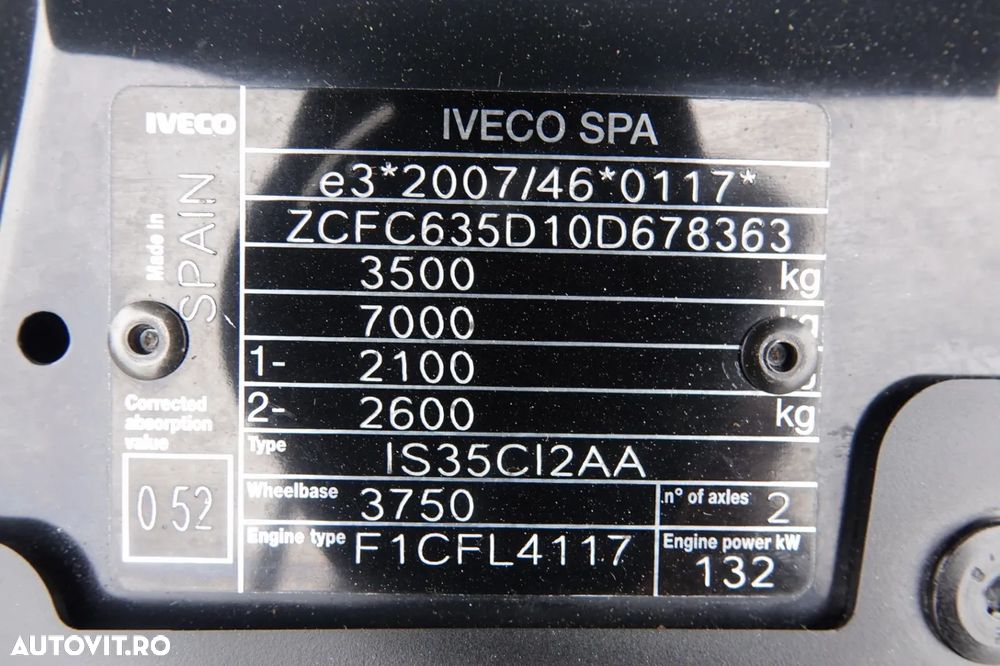 IVECO
IVECO SPA
Made in
SPAIN
e3*2007/46*0117*
ZCFC635D10D678363
3500 kg
7000
1- 2100
2- 2600 kg
Corrected
absorption
value
0 52
Type
IS35CI2AA
Wheelbase 3750
n° of axles 2
Engine type F1CFL4117
Engine power kW
132
AUTOVIT.RO